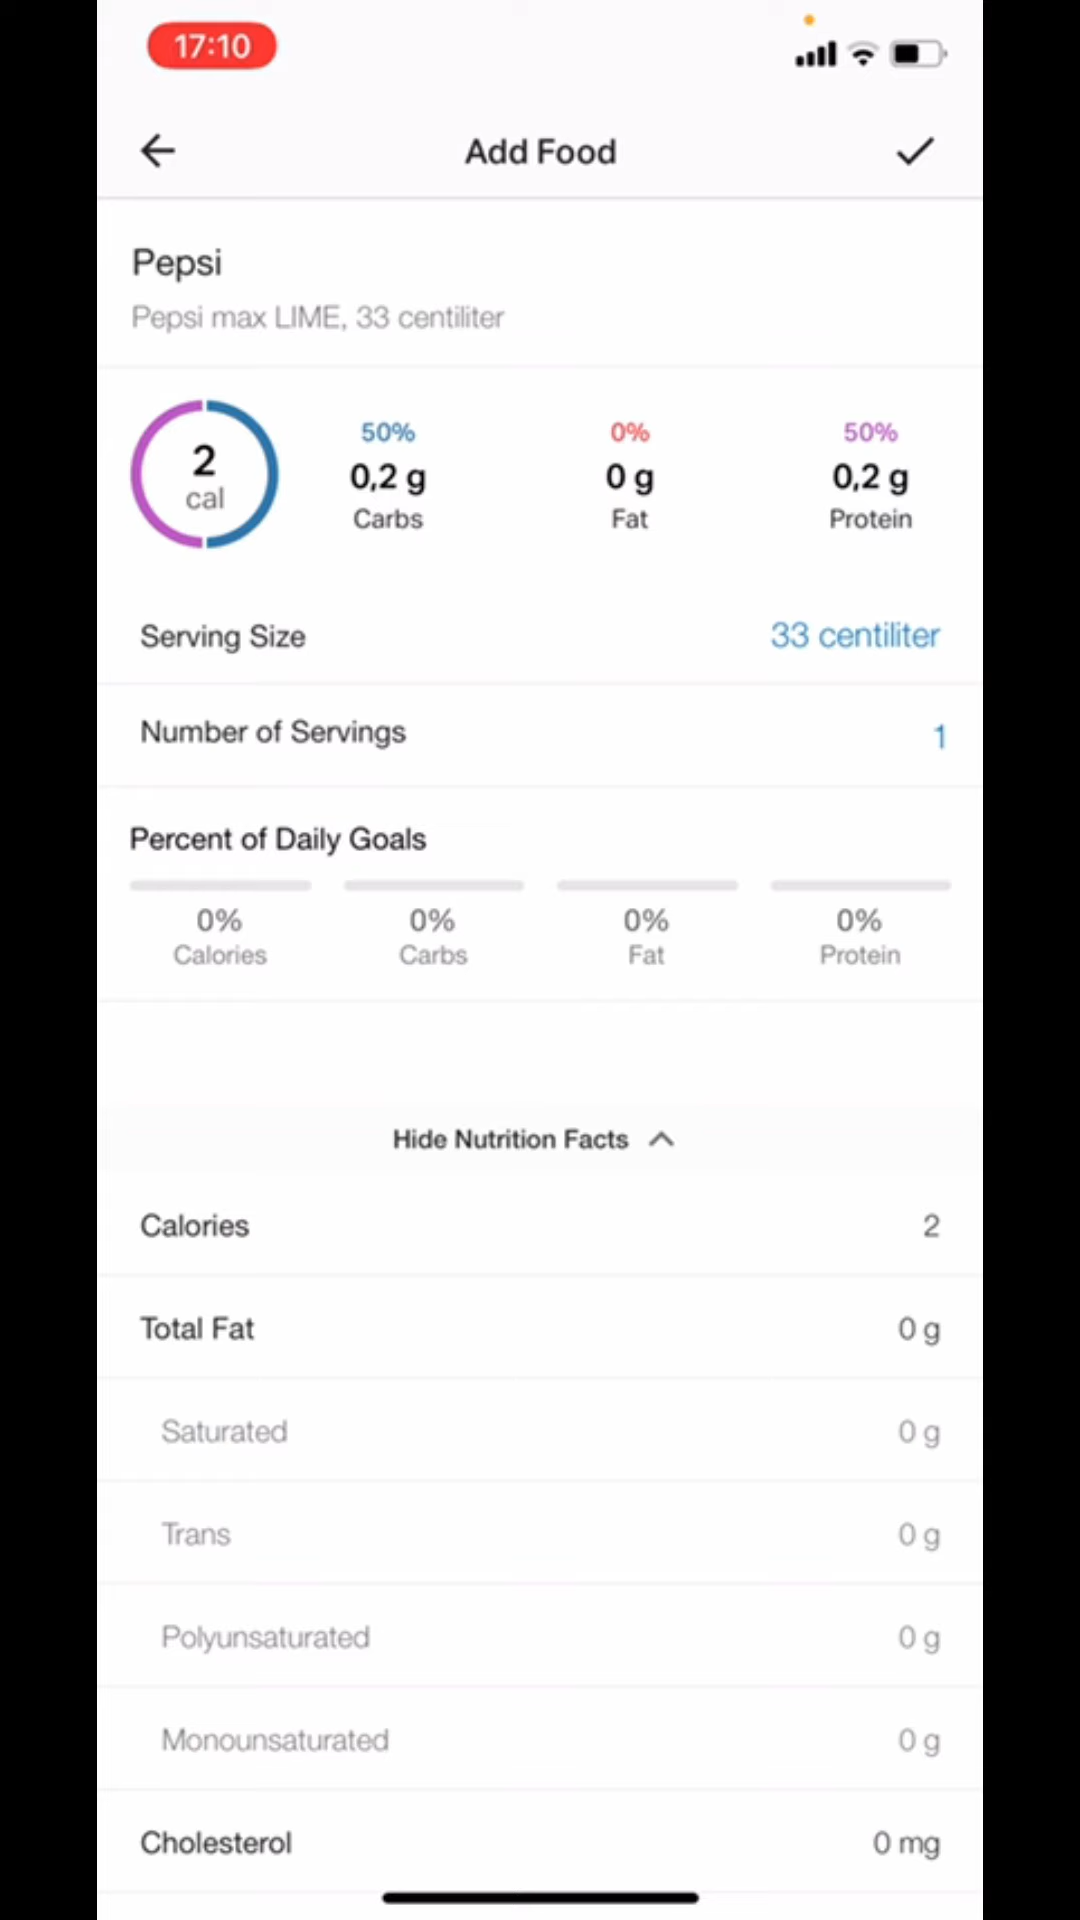 17:10
Add Food
Pepsi
Pepsi max LIME, 33 centiliter
2
cal
50%
0,2 g
Carbs
0%
0 g
Fat
50%
0,2 g
Protein
Serving Size 33 centiliter
Number of Servings 1
Percent of Daily Goals
0% 0% 0% 0%
Calories Carbs Fat Protein
Hide Nutrition Facts
Calories 2
Total Fat 0 g
Saturated 0 g
Trans 0 g
Polyunsaturated 0 g
Monounsaturated 0 g
Cholesterol 0 mg